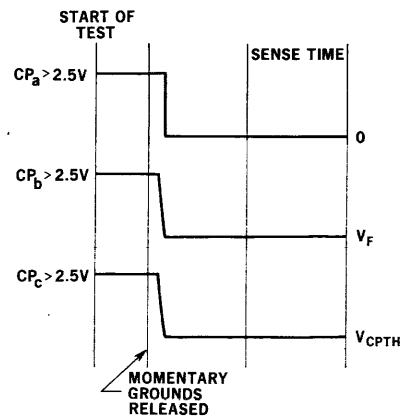 START OF
TEST
SENSE TIME
CPa > 2.5V
0
CPb > 2.5V
VF
CPc > 2.5V
VCPTH
MOMENTARY
GROUNDS
RELEASED